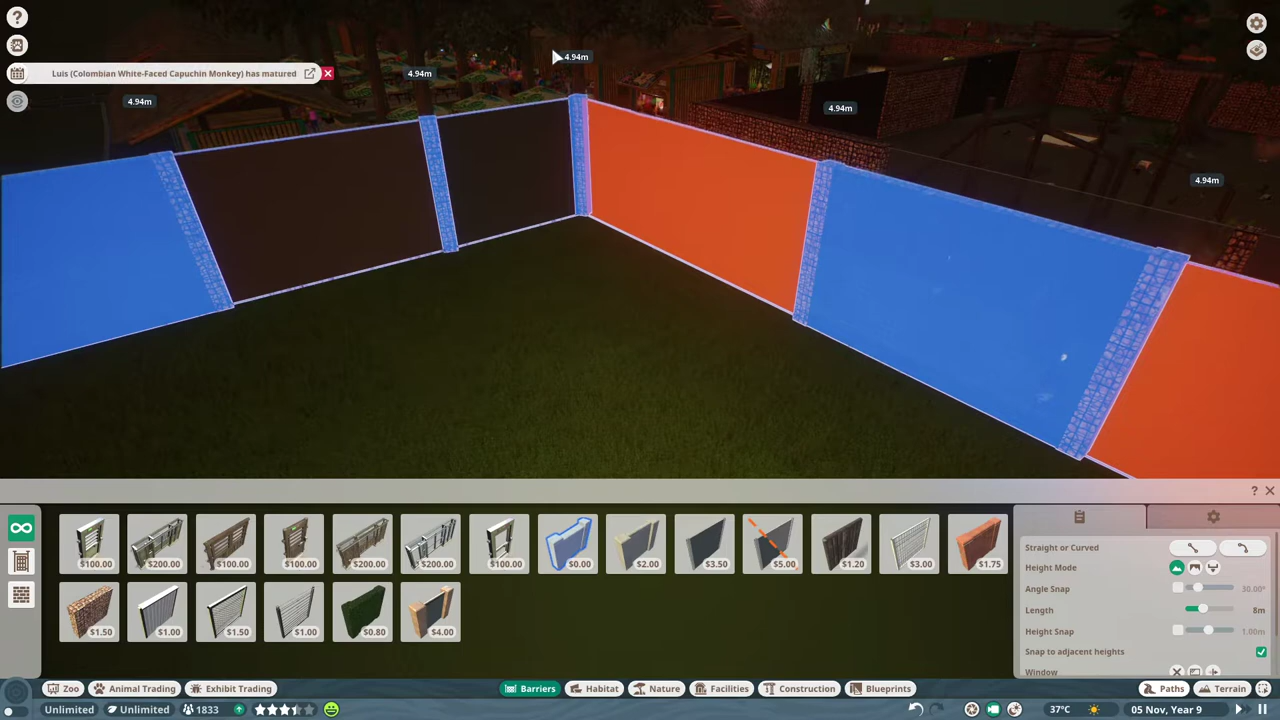 ?
Luis (Colombian White-Faced Capuchin Monkey) has matured
4.94m
4.94m
4.94m
4.94m
4.94m
?
$100.00 $200.00 $100.00 $100.00 $200.00 $200.00 $100.00 $0.00 $2.00 $3.50 $5.00 $1.20 $3.00 $1.75
$1.50 $1.00 $1.50 $1.00 $0.80 $4.00
Straight or Curved
Height Mode
Angle Snap 30.00°
Length 8m
Height Snap 1.00m
Snap to adjacent heights
Window
Zoo Animal Trading Exhibit Trading Barriers Habitat Nature Facilities Construction Blueprints Paths Terrain
Unlimited Unlimited 1833 37°C 05 Nov, Year 9